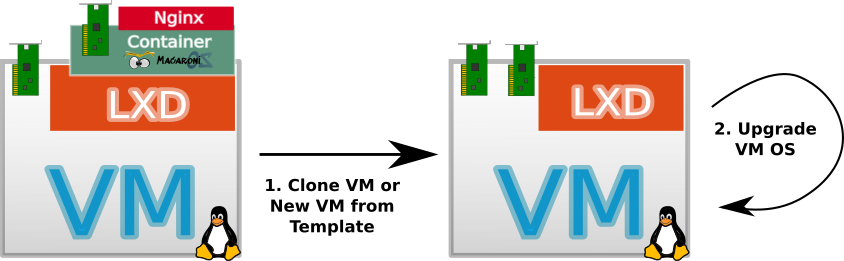 Nginx
Container
Macaroni
OS
LXD
VM
1. Clone VM or
New VM from
Template
LXD
VM
2. Upgrade
VM OS